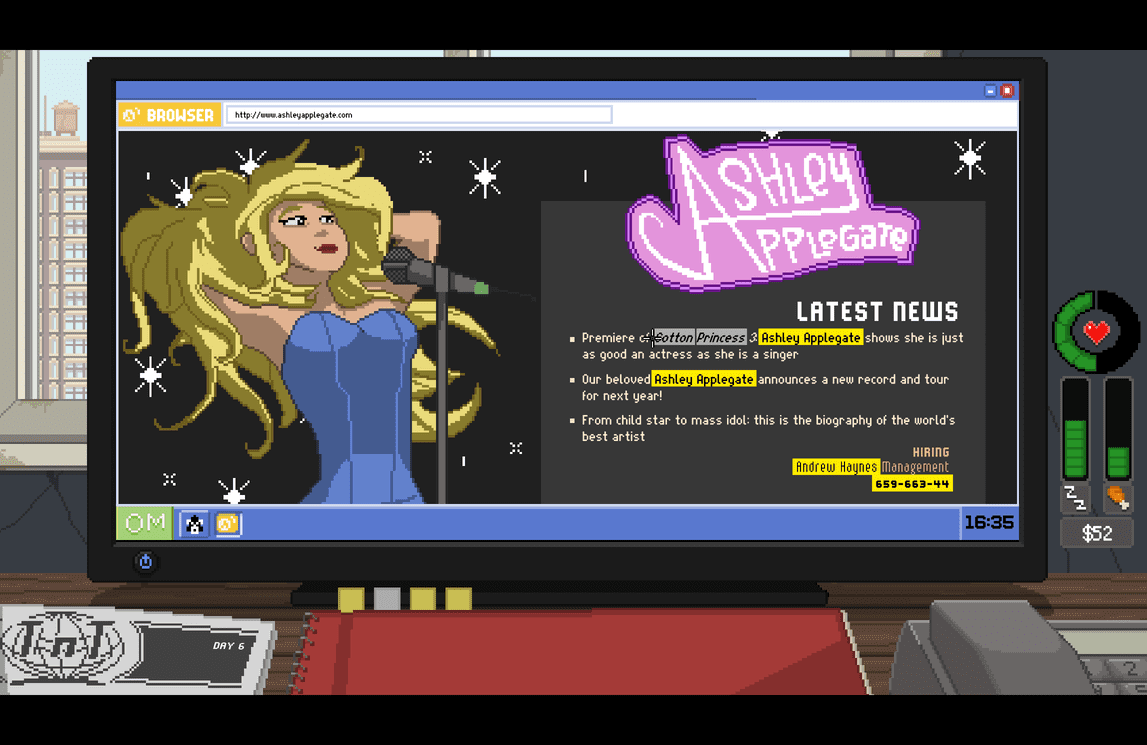 BROWSER
http://www.ashleyapplegate.com
ASHLEY
APPLEGATE
LATEST NEWS
Premiere of Cotton Princess 3: Ashley Applegate shows she is just
as good an actress as she is a singer
Our beloved Ashley Applegate announces a new record and tour
for next year!
From child star to mass idol: this is the biography of the world's
best artist
HIRING
Andrew Haynes Management
659-663-44
OM
16:35
Z Z Z
$52
TnT
DAY 6
2